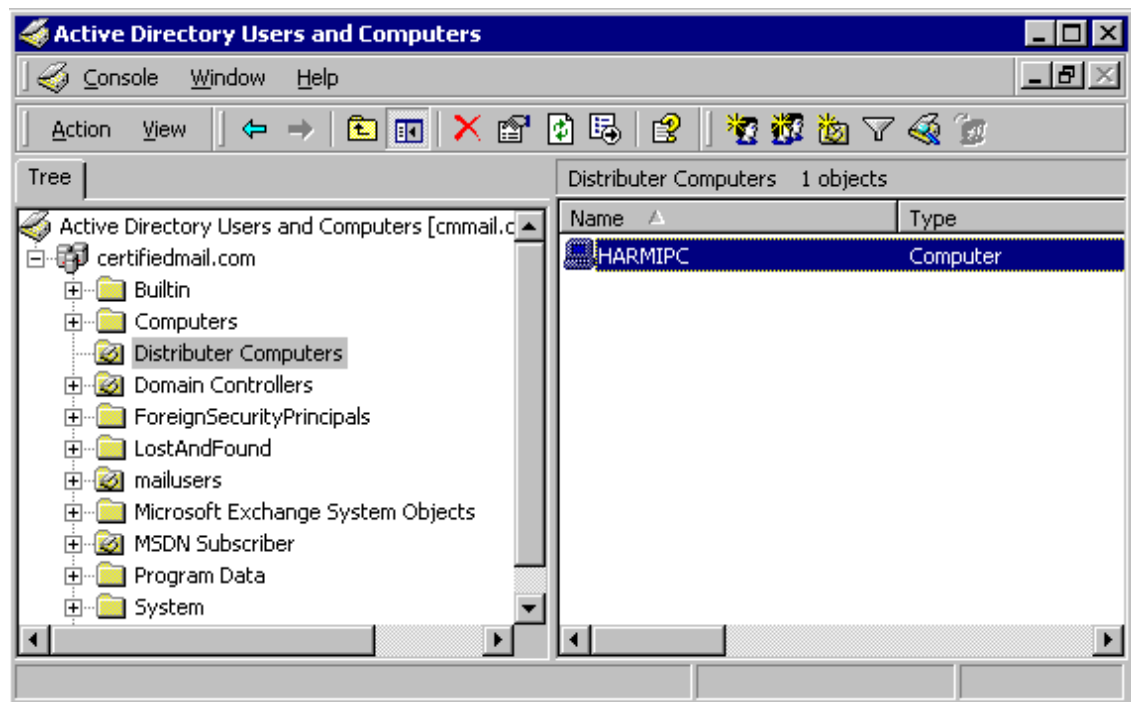 Active Directory Users and Computers
Console Window Help
Action View
Tree
Distributer Computers 1 objects
Active Directory Users and Computers [cmmail.c
certifiedmail.com
Builtin
Computers
Distributer Computers
Domain Controllers
ForeignSecurityPrincipals
LostAndFound
mailusers
Microsoft Exchange System Objects
MSDN Subscriber
Program Data
System
Name Type
HARMIPC Computer